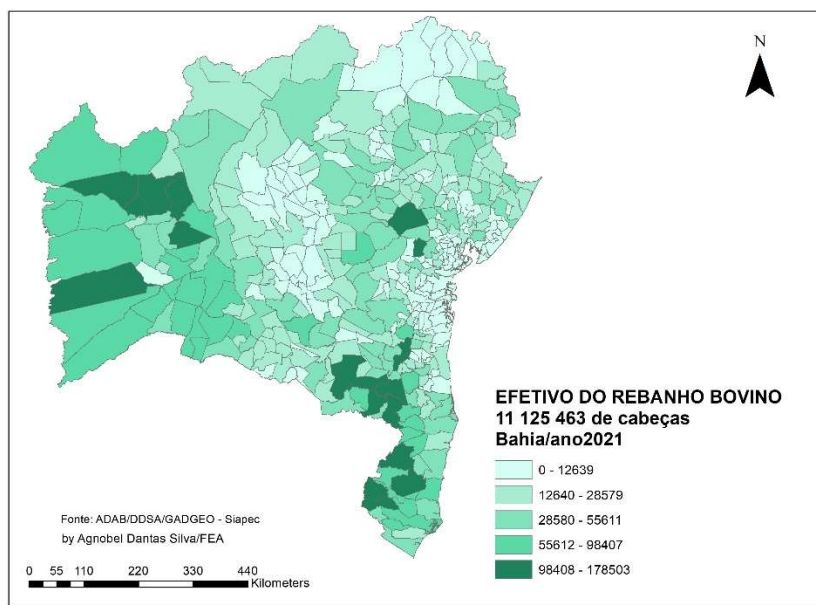 N
EFETIVO DO REBANHO BOVINO
11 125 463 de cabeças
Bahia/ano2021
0 - 12639
12640 - 28579
28580 - 55611
55612 - 98407
98408 - 178503
Fonte: ADAB/DDSA/GADGEO - Siapec
by Agnobel Dantas Silva/FEA
0 55 110 220 330 440
Kilometers